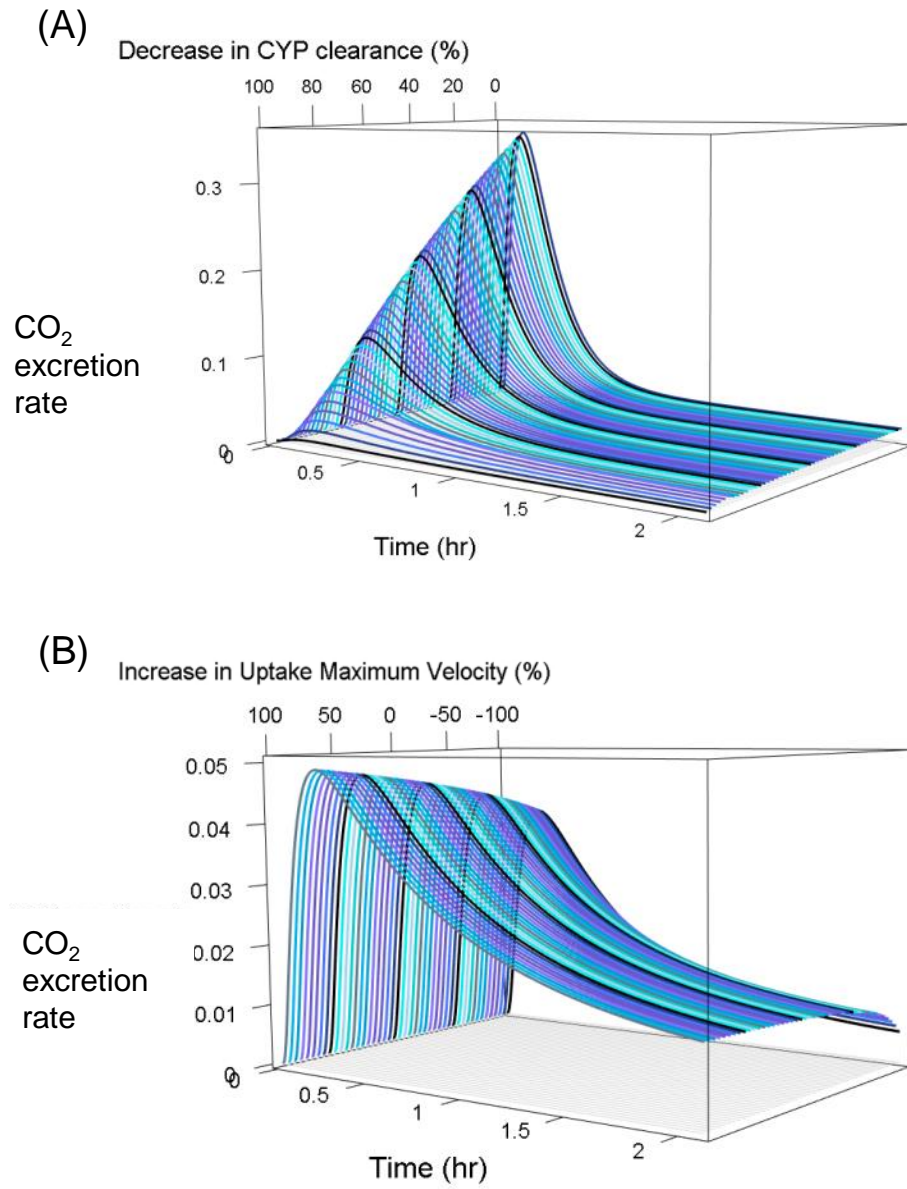 (A)
Decrease in CYP clearance (%)
100 80 60 40 20 0
0.3
0.2
0.1
0
0
0.5
1
1.5
2
CO₂
excretion
rate
Time (hr)
(B)
Increase in Uptake Maximum Velocity (%)
100 50 0 -50 -100
0.05
0.04
0.03
0.02
0.01
0
0
0.5
1
1.5
2
CO₂
excretion
rate
Time (hr)